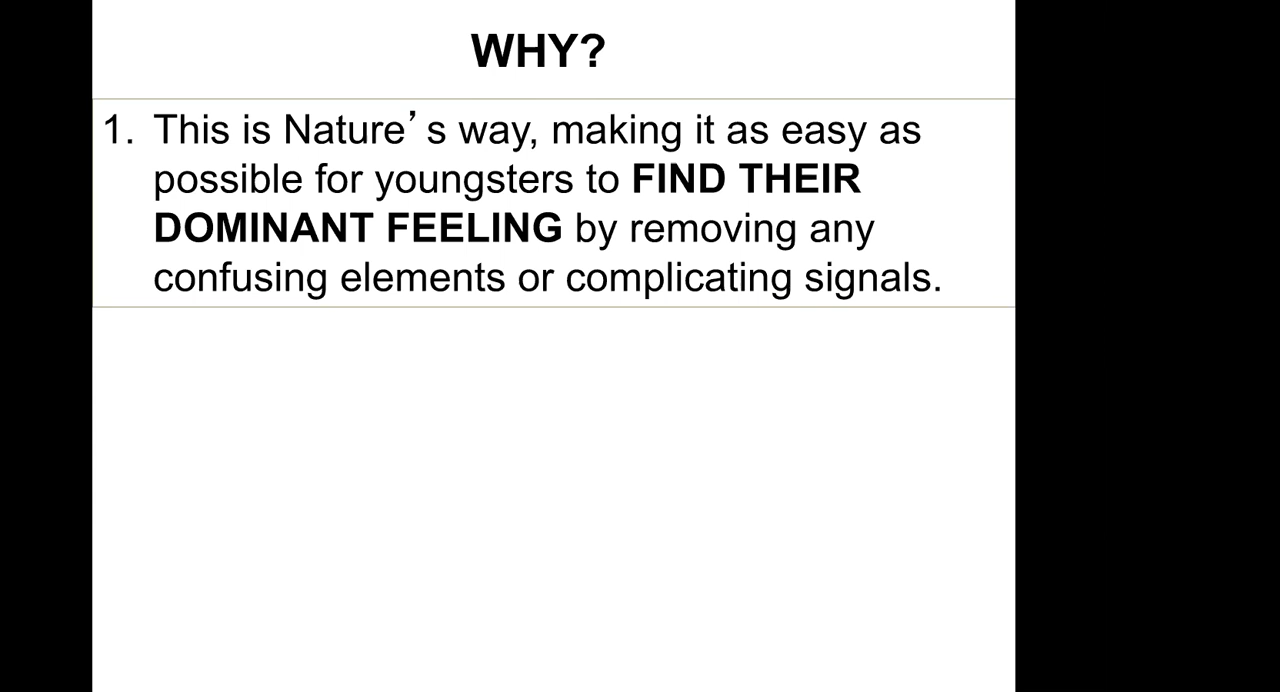 WHY?
1. This is Nature’s way, making it as easy as
possible for youngsters to FIND THEIR
DOMINANT FEELING by removing any
confusing elements or complicating signals.